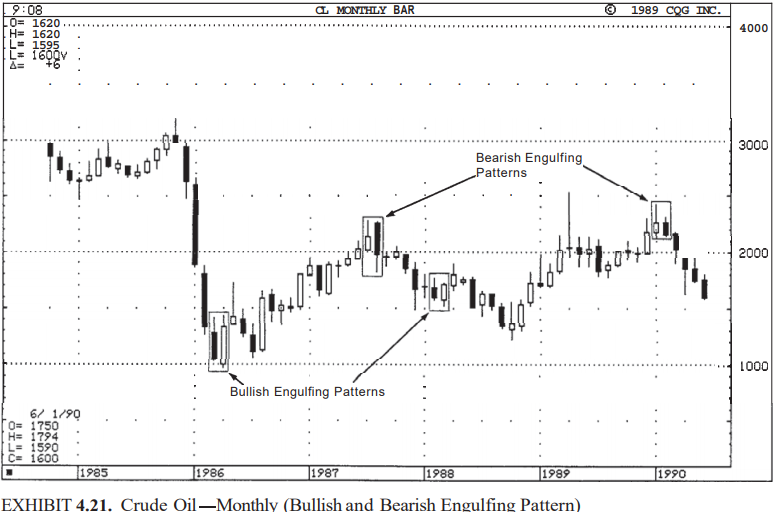 9:08 CL MONTHLY BAR © 1989 CQG INC.
O= 1620
H= 1620
L= 1595
L= 1600Y
Δ= +6
4000
3000
2000
1000
Bearish Engulfing
Patterns
Bullish Engulfing Patterns
6/ 1/90
O= 1750
H= 1794
L= 1590
C= 1600
1985 1986 1987 1988 1989 1990
EXHIBIT 4.21. Crude Oil—Monthly (Bullish and Bearish Engulfing Pattern)